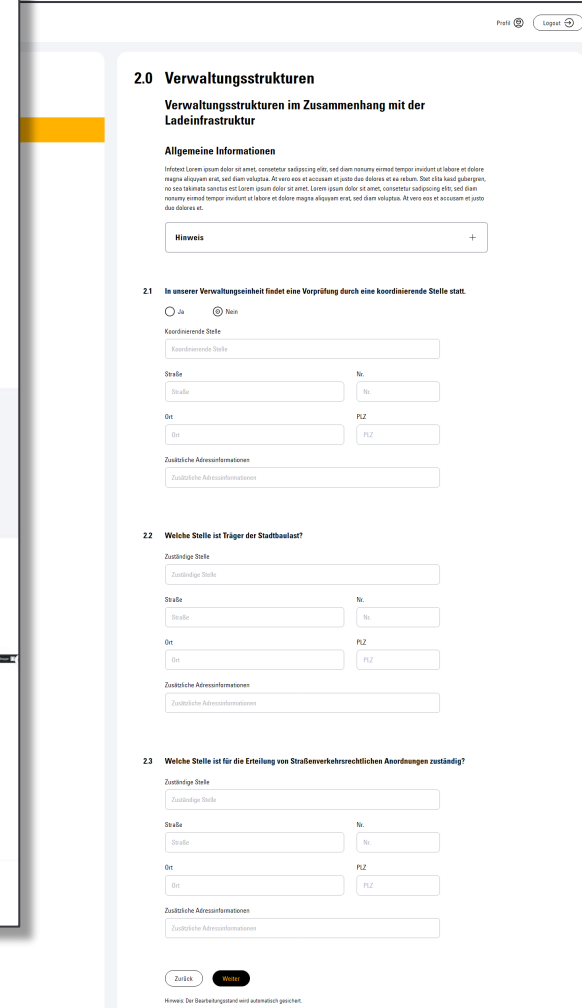 Profil
Logout
2.0 Verwaltungsstrukturen
Verwaltungsstrukturen im Zusammenhang mit der
Ladeinfrastruktur
Allgemeine Informationen
Infotext Lorem ipsum dolor sit amet, consetetur sadipscing elitr, sed diam nonumy eirmod tempor invidunt ut labore et dolore
magna aliquyam erat, sed diam voluptua. At vero eos et accusam et justo duo dolores et ea rebum. Stet clita kasd gubergren,
no sea takimata sanctus est Lorem ipsum dolor sit amet. Lorem ipsum dolor sit amet, consetetur sadipscing elitr, sed diam
nonumy eirmod tempor invidunt ut labore et dolore magna aliquyam erat, sed diam voluptua. At vero eos et accusam et justo
duo dolores et.
Hinweis +
2.1 In unserer Verwaltungseinheit findet eine Vorprüfung durch eine koordinierende Stelle statt.
Ja Nein
Koordinierende Stelle
Koordinierende Stelle
Straße Nr.
Straße Nr.
Ort PLZ
Ort PLZ
Zusätzliche Adressinformationen
Zusätzliche Adressinformationen
2.2 Welche Stelle ist Träger der Stadtbaulast?
Zuständige Stelle
Zuständige Stelle
Straße Nr.
Straße Nr.
Ort PLZ
Ort PLZ
Zusätzliche Adressinformationen
Zusätzliche Adressinformationen
2.3 Welche Stelle ist für die Erteilung von Straßenverkehrsrechtlichen Anordnungen zuständig?
Zuständige Stelle
Zuständige Stelle
Straße Nr.
Straße Nr.
Ort PLZ
Ort PLZ
Zusätzliche Adressinformationen
Zusätzliche Adressinformationen
Zurück Weiter
Hinweis: Der Bearbeitungsstand wird automatisch gesichert.